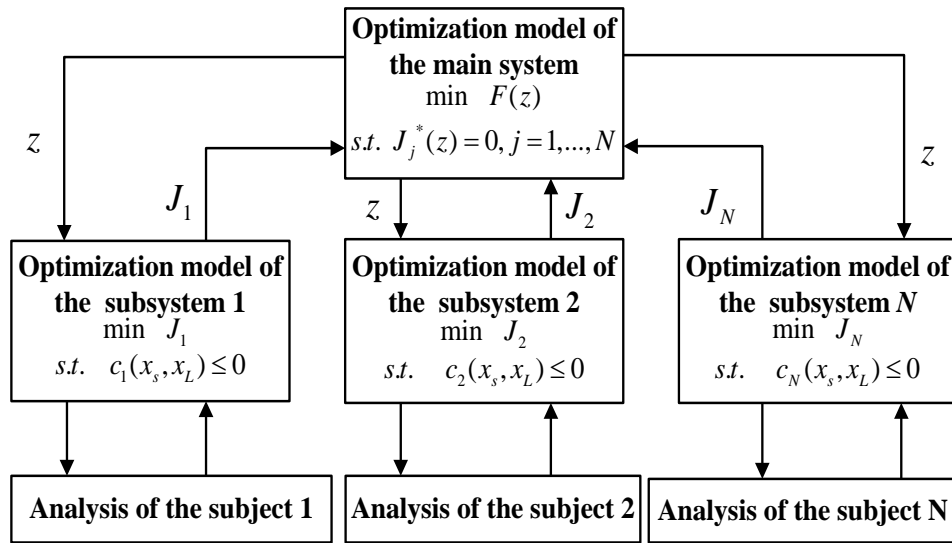 Optimization model of
the main system
min F(z)
s.t. J_j^*(z) = 0, j = 1,..., N
z
z
J_1
z
J_2
J_N
Optimization model of
the subsystem 1
min J_1
s.t. c_1(x_s, x_L) ≤ 0
Optimization model of
the subsystem 2
min J_2
s.t. c_2(x_s, x_L) ≤ 0
Optimization model of
the subsystem N
min J_N
s.t. c_N(x_s, x_L) ≤ 0
Analysis of the subject 1
Analysis of the subject 2
Analysis of the subject N